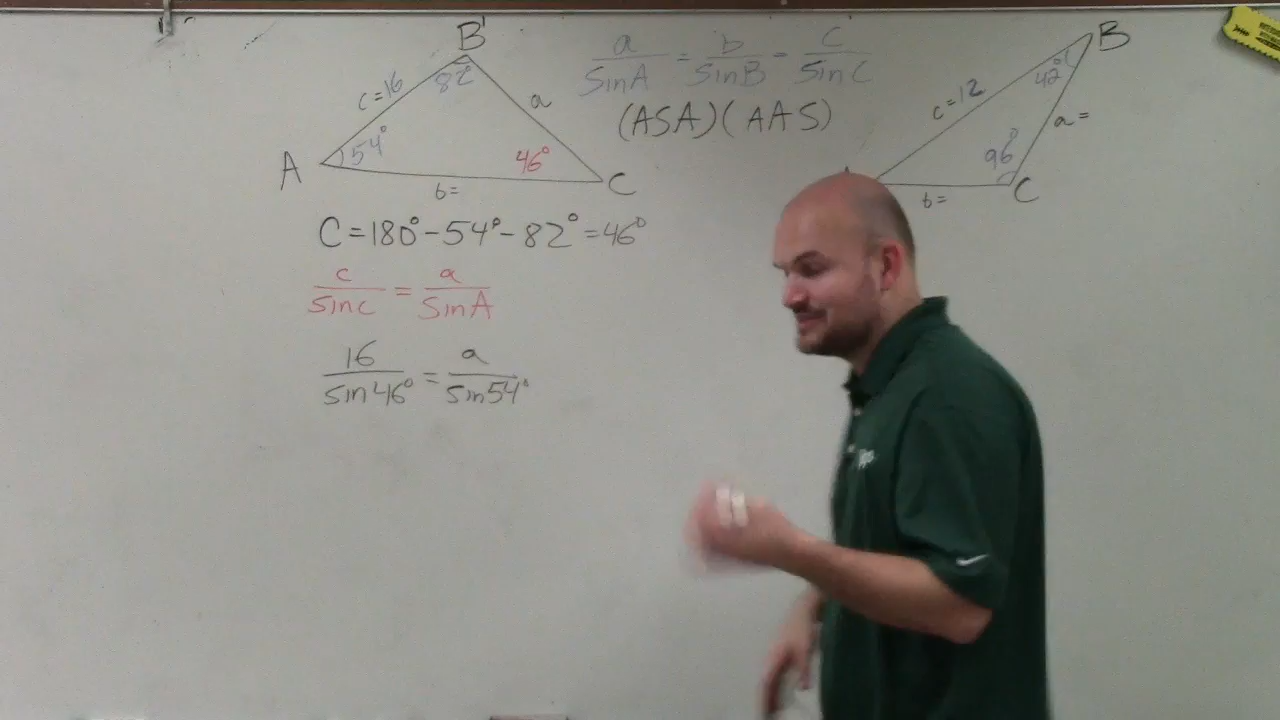 B
c=16
82
a
A
54°
46°
C
b=
a/sinA = b/sinB = c/sinC
(ASA)(AAS)
B
42°
c=12
a=
96°
b=
C
C=180°-54°-82°=46°
c/sinc = a/sinA
16/sin46° = a/sin54°